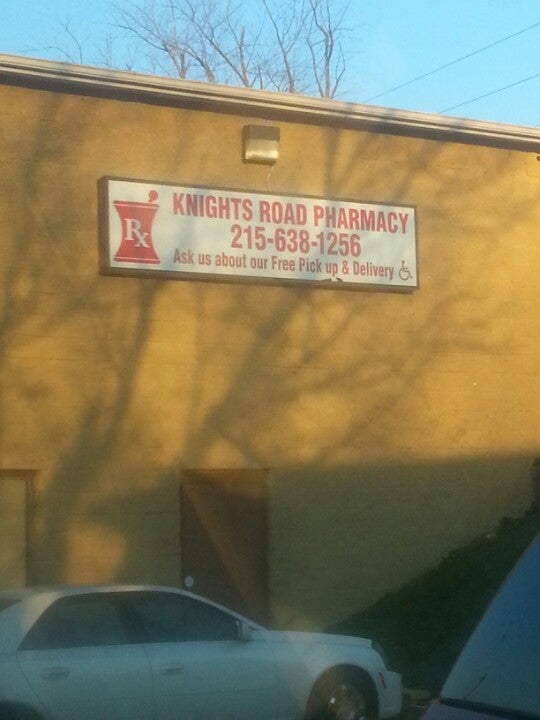 Rx
KNIGHTS ROAD PHARMACY
215-638-1256
Ask us about our Free Pick up & Delivery